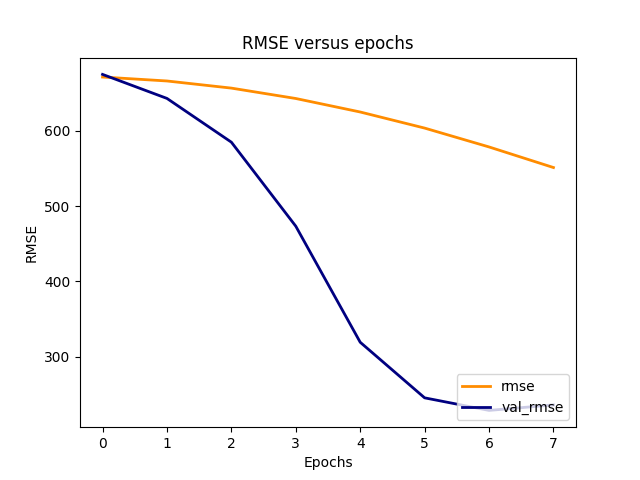 RMSE versus epochs
600
500
400
300
RMSE
rmse
val_rmse
0 1 2 3 4 5 6 7
Epochs